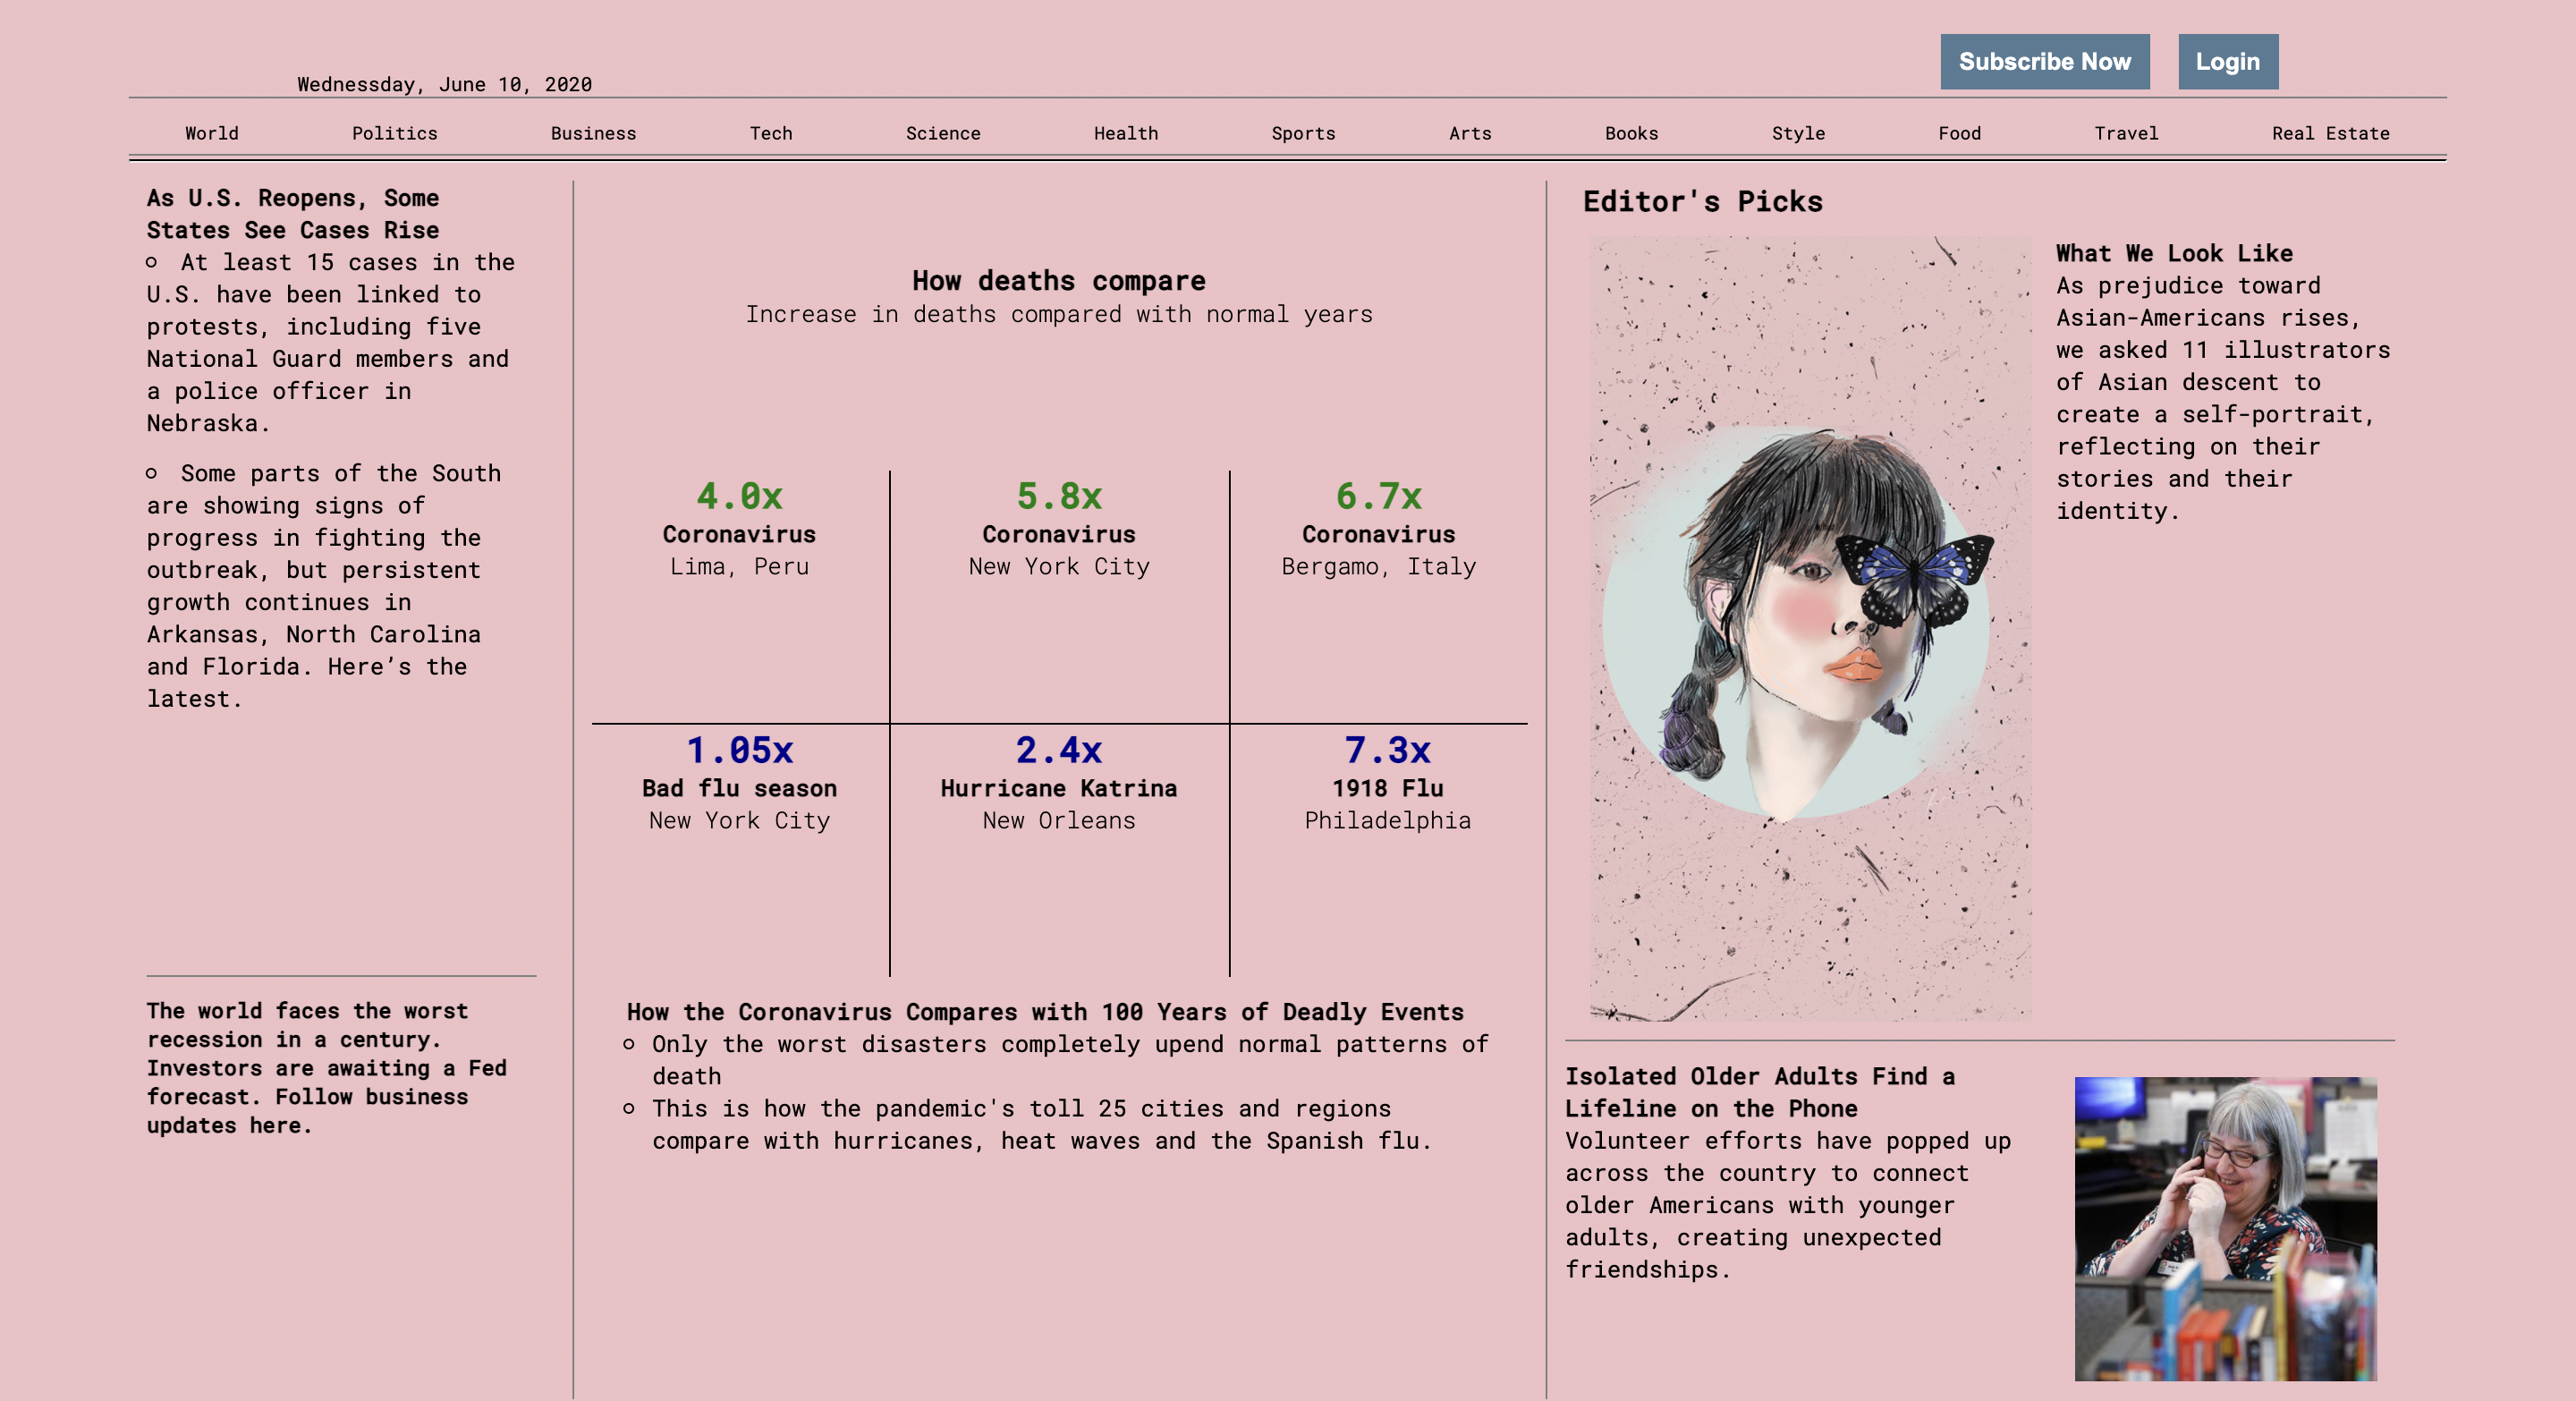 Subscribe Now
Login
Wednessday, June 10, 2020
World Politics Business Tech Science Health Sports Arts Books Style Food Travel Real Estate
As U.S. Reopens, Some
States See Cases Rise
At least 15 cases in the
U.S. have been linked to
protests, including five
National Guard members and
a police officer in
Nebraska.
Some parts of the South
are showing signs of
progress in fighting the
outbreak, but persistent
growth continues in
Arkansas, North Carolina
and Florida. Here’s the
latest.
The world faces the worst
recession in a century.
Investors are awaiting a Fed
forecast. Follow business
updates here.
How deaths compare
Increase in deaths compared with normal years
4.0x
Coronavirus
Lima, Peru
5.8x
Coronavirus
New York City
6.7x
Coronavirus
Bergamo, Italy
1.05x
Bad flu season
New York City
2.4x
Hurricane Katrina
New Orleans
7.3x
1918 Flu
Philadelphia
How the Coronavirus Compares with 100 Years of Deadly Events
Only the worst disasters completely upend normal patterns of
death
This is how the pandemic's toll 25 cities and regions
compare with hurricanes, heat waves and the Spanish flu.
Editor's Picks
What We Look Like
As prejudice toward
Asian-Americans rises,
we asked 11 illustrators
of Asian descent to
create a self-portrait,
reflecting on their
stories and their
identity.
Isolated Older Adults Find a
Lifeline on the Phone
Volunteer efforts have popped up
across the country to connect
older Americans with younger
adults, creating unexpected
friendships.